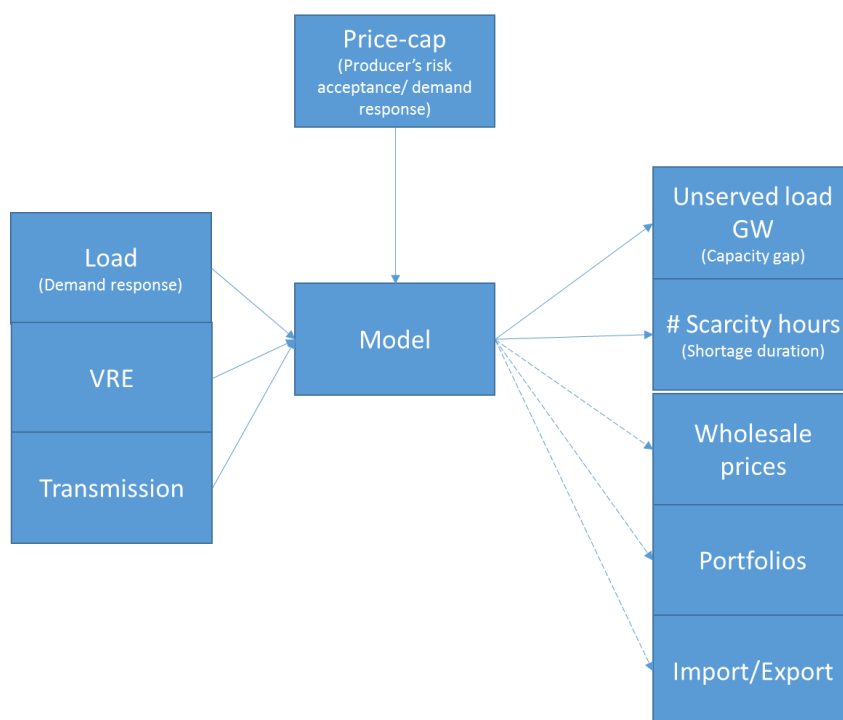 Price-cap
(Producer's risk
acceptance/ demand
response)
Load
(Demand response)
VRE
Transmission
Model
Unserved load
GW
(Capacity gap)
# Scarcity hours
(Shortage duration)
Wholesale
prices
Portfolios
Import/Export